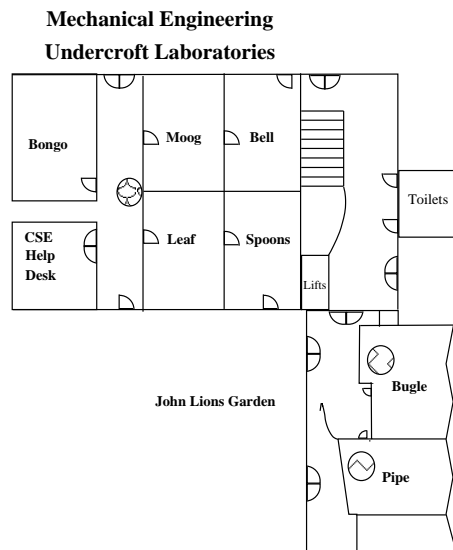 Mechanical Engineering
Undercroft Laboratories
Bongo
Moog
Bell
Toilets
CSE
Help
Desk
Leaf
Spoons
Lifts
John Lions Garden
Bugle
Pipe